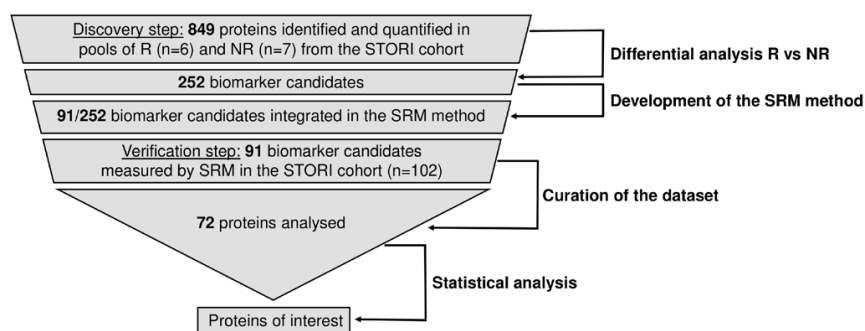 Discovery step: 849 proteins identified and quantified in
pools of R (n=6) and NR (n=7) from the STORI cohort
Differential analysis R vs NR
252 biomarker candidates
Development of the SRM method
91/252 biomarker candidates integrated in the SRM method
Verification step: 91 biomarker candidates
measured by SRM in the STORI cohort (n=102)
Curation of the dataset
72 proteins analysed
Statistical analysis
Proteins of interest